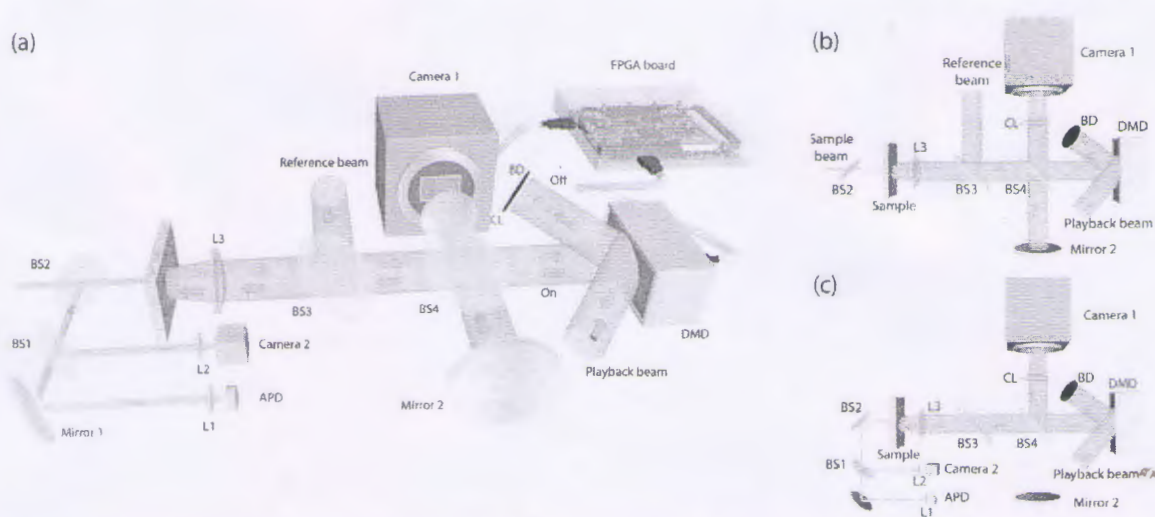 (a)
Camera 1
FPGA board
Reference beam
BD
Off
CL
L3
BS2
BS3
BS4
On
DMD
BS1
L2
Camera 2
Playback beam
APD
L1
Mirror 1
Mirror 2
(b)
Camera 1
Reference beam
CL
BD
DMD
Sample beam
L3
BS2
BS3
BS4
Sample
Playback beam
Mirror 2
(c)
Camera 1
CL
BD
DMD
BS2
L3
BS3
BS4
Sample
BS1
Camera 2
L2
Playback beam
APD
L1
Mirror 2